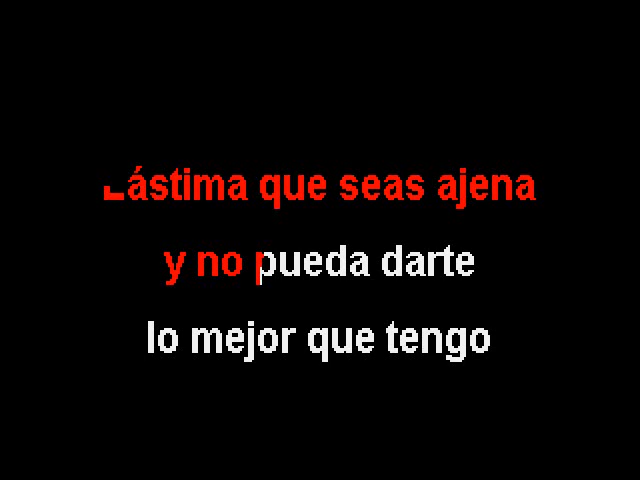 Lástima que seas ajena
y no pueda darte
lo mejor que tengo